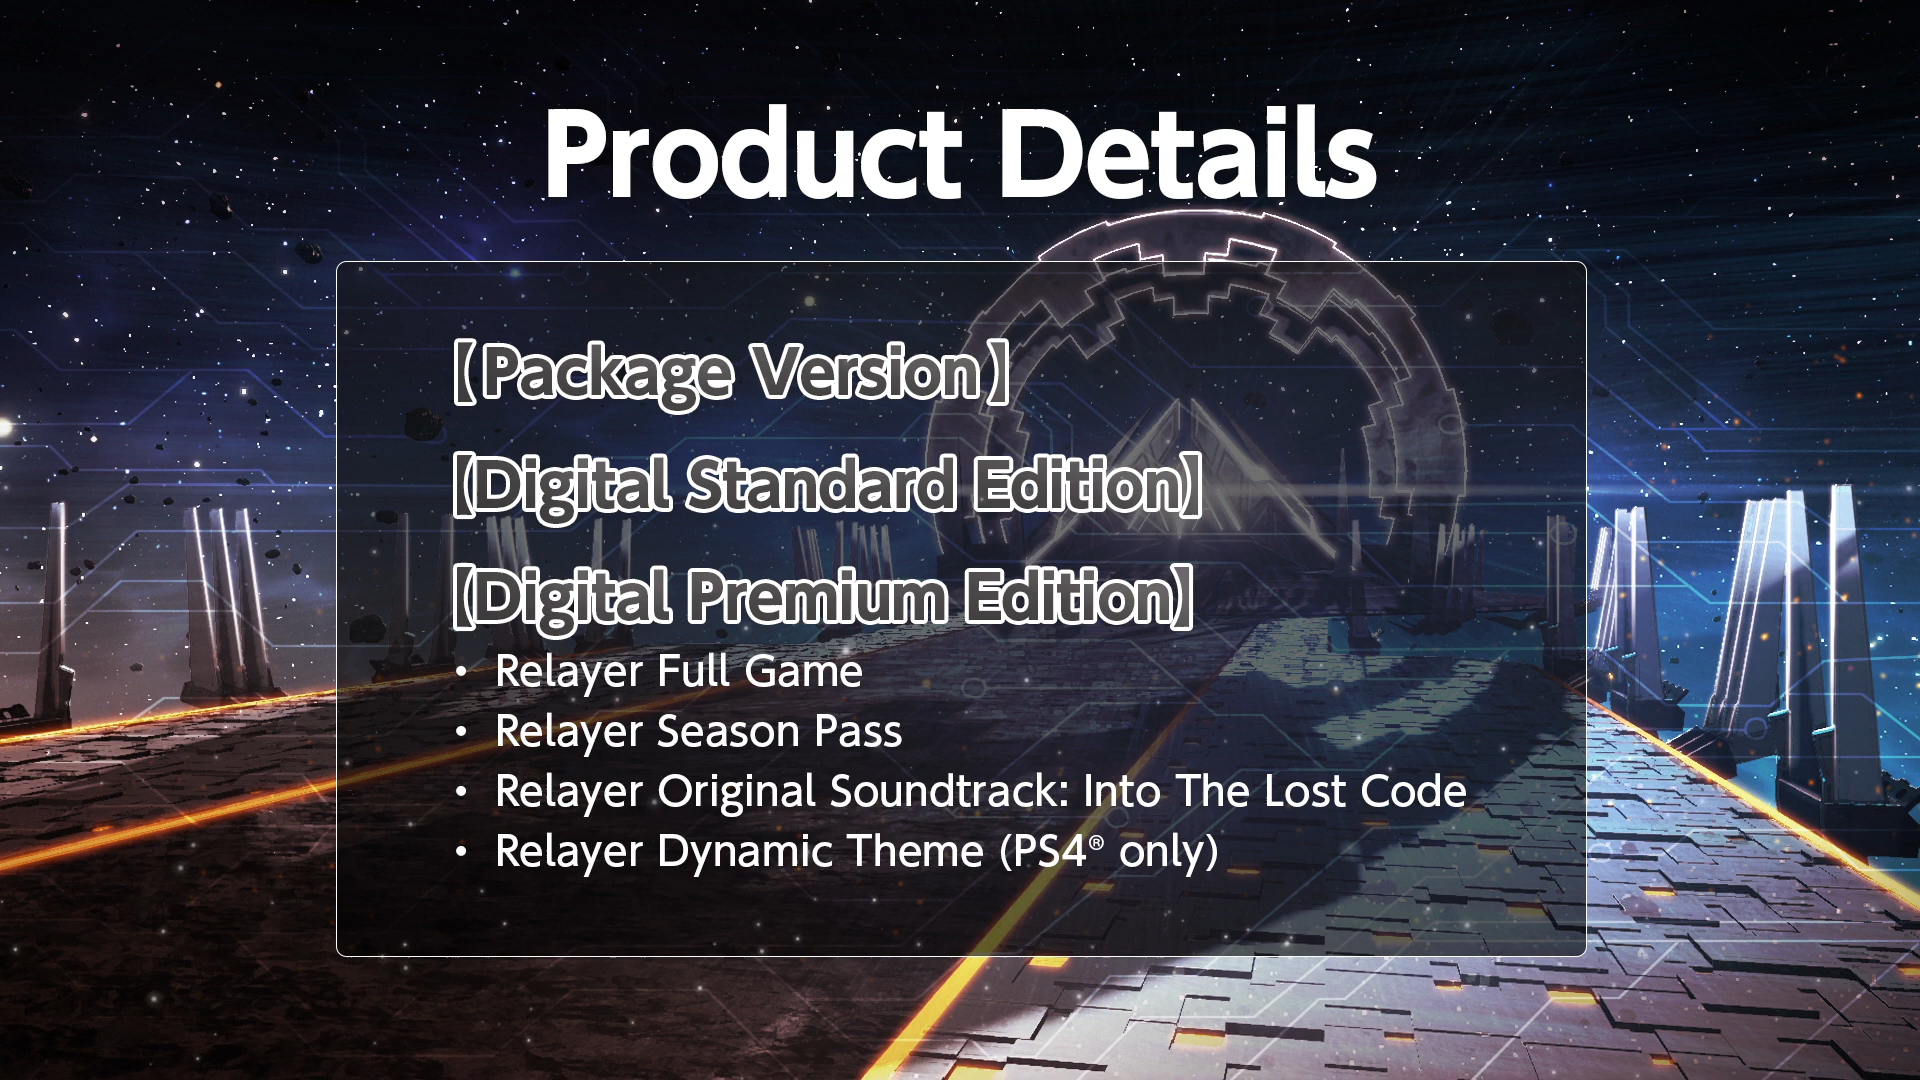 Product Details
【Package Version】
【Digital Standard Edition】
【Digital Premium Edition】
・ Relayer Full Game
・ Relayer Season Pass
・ Relayer Original Soundtrack: Into The Lost Code
・ Relayer Dynamic Theme (PS4® only)